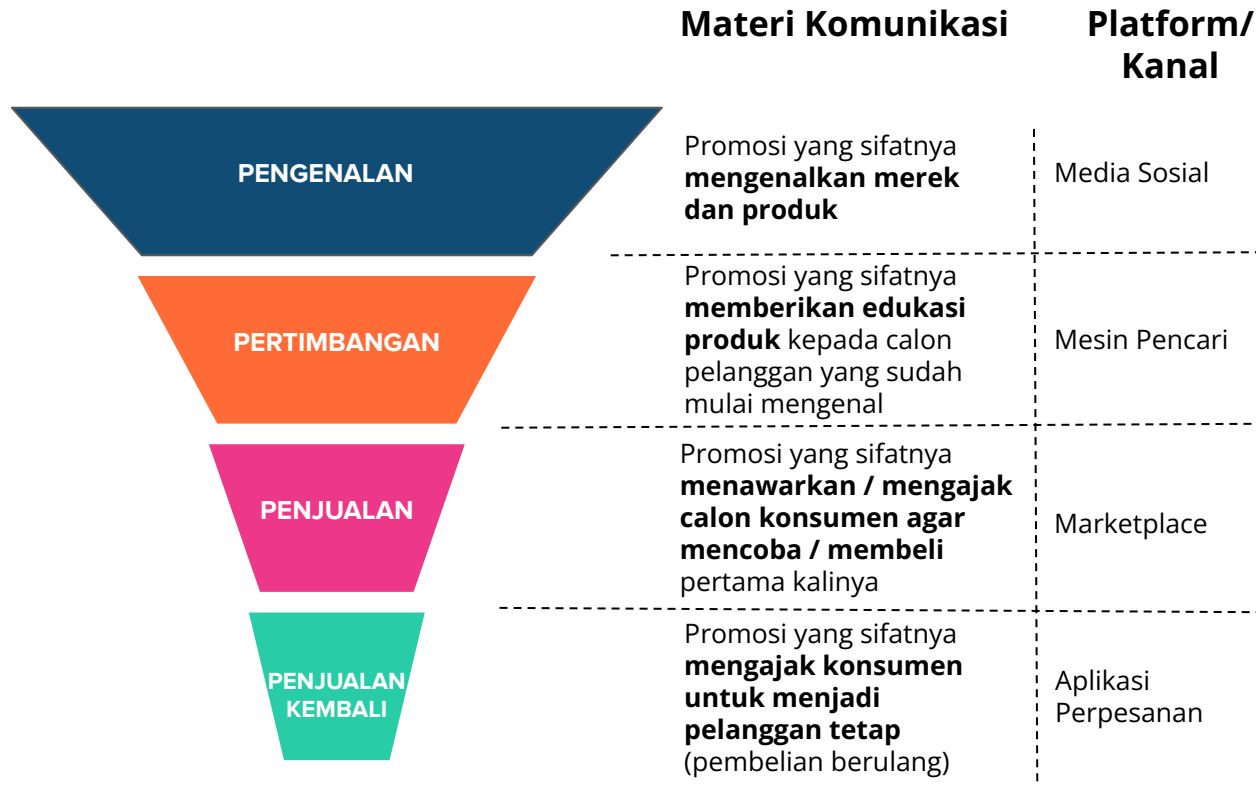 Materi Komunikasi
Platform/
Kanal
PENGENALAN
Promosi yang sifatnya
mengenalkan merek
dan produk
Media Sosial
PERTIMBANGAN
Promosi yang sifatnya
memberikan edukasi
produk kepada calon
pelanggan yang sudah
mulai mengenal
Mesin Pencari
PENJUALAN
Promosi yang sifatnya
menawarkan / mengajak
calon konsumen agar
mencoba / membeli
pertama kalinya
Marketplace
PENJUALAN
KEMBALI
Promosi yang sifatnya
mengajak konsumen
untuk menjadi
pelanggan tetap
(pembelian berulang)
Aplikasi
Perpesanan